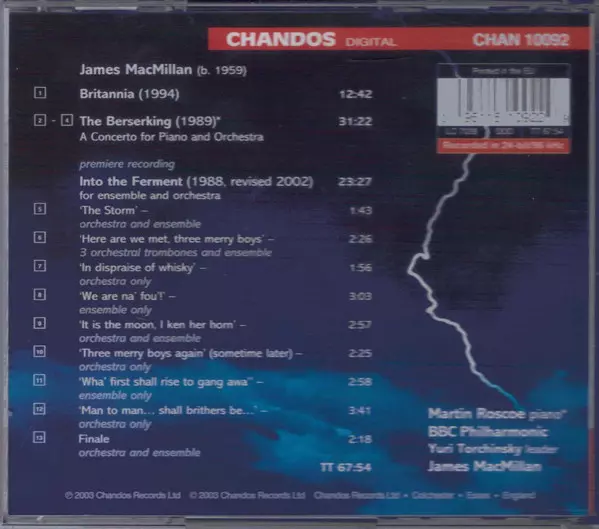 CHANDOS DIGITAL CHAN 10092
Printed in the EU
LC 7038 DDD TT 67:54
Recorded in 24-bit/96 kHz
James MacMillan (b. 1959)
1 Britannia (1994) 12:42
2 - 4 The Berserking (1989)* 31:22
A Concerto for Piano and Orchestra
premiere recording
Into the Ferment (1988, revised 2002) 23:27
for ensemble and orchestra
5 ‘The Storm’ – 1:43
orchestra and ensemble
6 ‘Here are we met, three merry boys’ – 2:26
3 orchestral trombones and ensemble
7 ‘In dispraise of whisky’ – 1:56
orchestra only
8 ‘We are na’ fou’!’ – 3:03
ensemble only
9 ‘It is the moon, I ken her horn’ – 2:57
orchestra and ensemble
10 ‘Three merry boys again’ (sometime later) – 2:25
orchestra only
11 ‘Wha’ first shall rise to gang awa’’ – 2:58
ensemble only
12 ‘Man to man... shall brithers be...’ – 3:41
orchestra only
13 Finale 2:18
orchestra and ensemble
TT 67:54
Martin Roscoe piano*
BBC Philharmonic
Yuri Torchinsky leader
James MacMillan
℗ 2003 Chandos Records Ltd © 2003 Chandos Records Ltd Chandos Records Ltd • Colchester • Essex • England